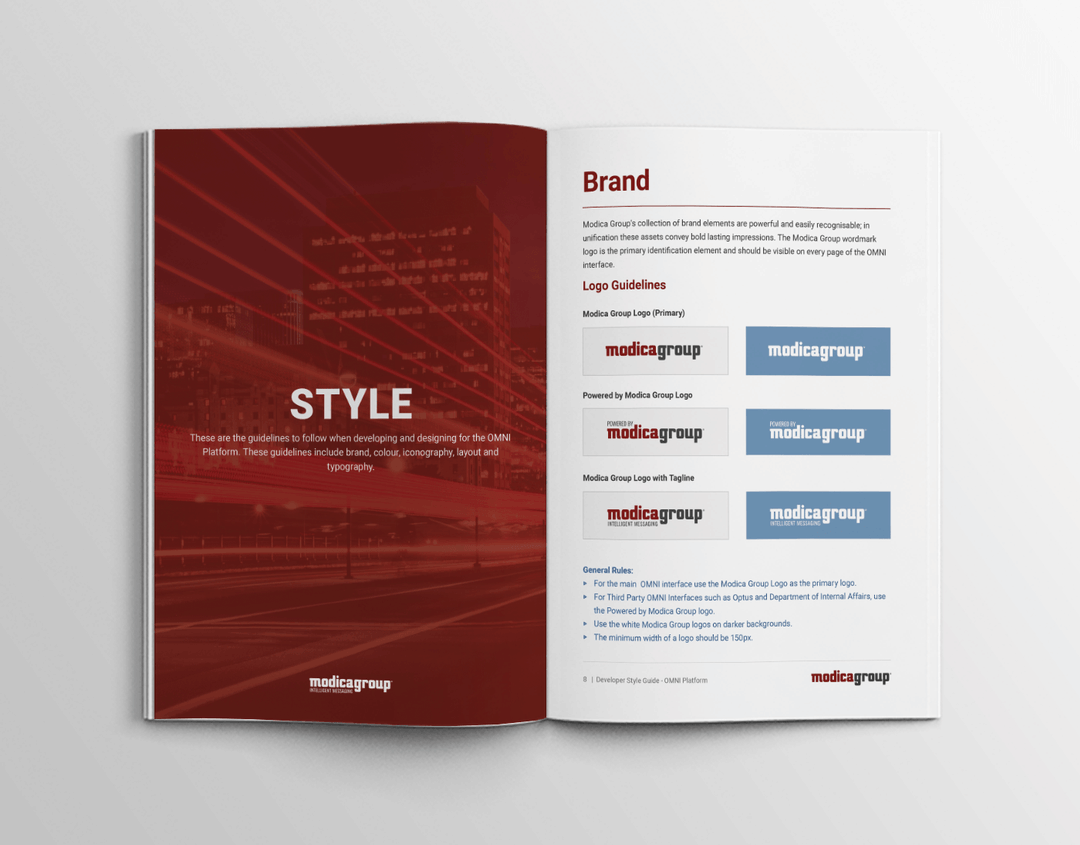 STYLE
These are the guidelines to follow when developing and designing for the OMNI
Platform. These guidelines include brand, colour, iconography, layout and
typography.
modicagroup
INTELLIGENT MESSAGING
Brand
Modica Group's collection of brand elements are powerful and easily recognisable; in
unification these assets convey bold lasting impressions. The Modica Group wordmark
logo is the primary identification element and should be visible on every page of the OMNI
interface.
Logo Guidelines
Modica Group Logo (Primary)
modicagroup modicagroup
Powered by Modica Group Logo
POWERED BY POWERED BY
modicagroup modicagroup
Modica Group Logo with Tagline
modicagroup modicagroup
INTELLIGENT MESSAGING INTELLIGENT MESSAGING
General Rules:
▸ For the main OMNI interface use the Modica Group Logo as the primary logo.
▸ For Third Party OMNI Interfaces such as Optus and Department of Internal Affairs, use
the Powered by Modica Group logo.
▸ Use the white Modica Group logos on darker backgrounds.
▸ The minimum width of a logo should be 150px.
8 | Developer Style Guide - OMNI Platform modicagroup